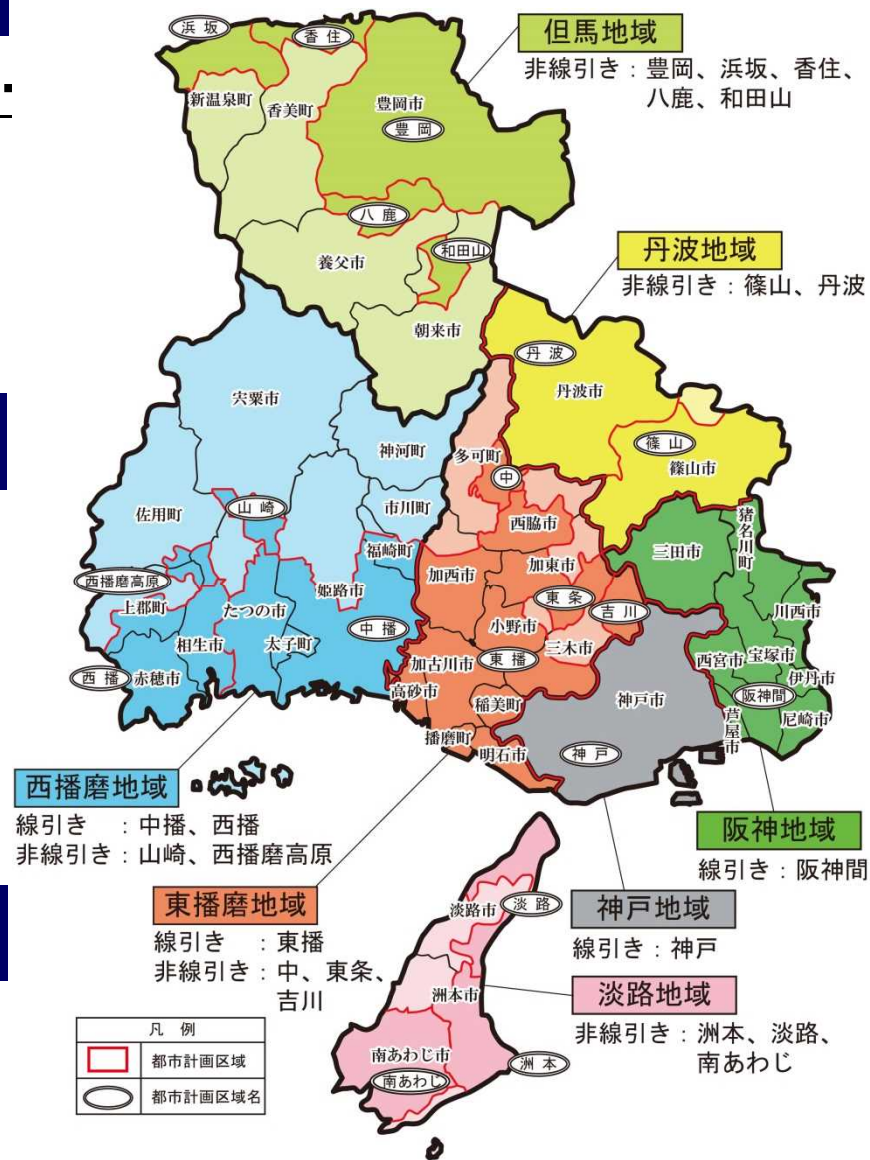 浜坂
香住
但馬地域
非線引き：豊岡、浜坂、香住、
八鹿、和田山
新温泉町
香美町
豊岡市
豊岡
八鹿
和田山
養父市
朝来市
丹波地域
非線引き：篠山、丹波
丹波
丹波市
篠山
篠山市
宍粟市
神河町
多可町
中
佐用町
山崎
市川町
西脇市
福崎町
加西市
加東市
三田市
猪名川町
西播磨高原
上郡町
姫路市
東条
吉川
川西市
たつの市
中播
小野市
三木市
相生市
太子町
西播
赤穂市
加古川市
東播
西宮市
宝塚市
伊丹市
高砂市
稲美町
神戸市
阪神間
芦屋市
尼崎市
播磨町
明石市
神戸
西播磨地域
線引き　：中播、西播
非線引き：山崎、西播磨高原
阪神地域
線引き：阪神間
東播磨地域
線引き　：東播
非線引き：中、東条、
吉川
神戸地域
線引き：神戸
淡路市
淡路
洲本市
淡路地域
非線引き：洲本、淡路、
南あわじ
南あわじ市
南あわじ
洲本
凡　例
都市計画区域
都市計画区域名